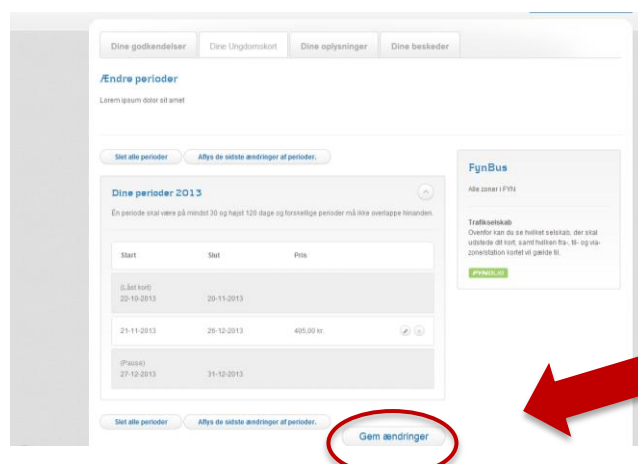 Dine godkendelser
Dine Ungdomskort
Dine oplysninger
Dine beskeder
Ændre perioder
Lorem ipsum dolor sit amet
Slet alle perioder
Aflys de sidste ændringer af perioder.
Dine perioder 2013
Én periode skal være på mindst 30 og højst 120 dage og forskellige perioder må ikke overlappe hinanden.
Start Slut Pris
(Låst kort)
22-10-2013 20-11-2013
21-11-2013 26-12-2013 405,00 kr.
(Pause)
27-12-2013 31-12-2013
Slet alle perioder
Aflys de sidste ændringer af perioder.
Gem ændringer
FynBus
Alle zoner i FYN
Trafikselskab
Ovenfor kan du se hvilket selskab, der skal
udstede dit kort, samt hvilken fra-, til- og via-
zone/station kortet vil gælde til.
FYNBUS